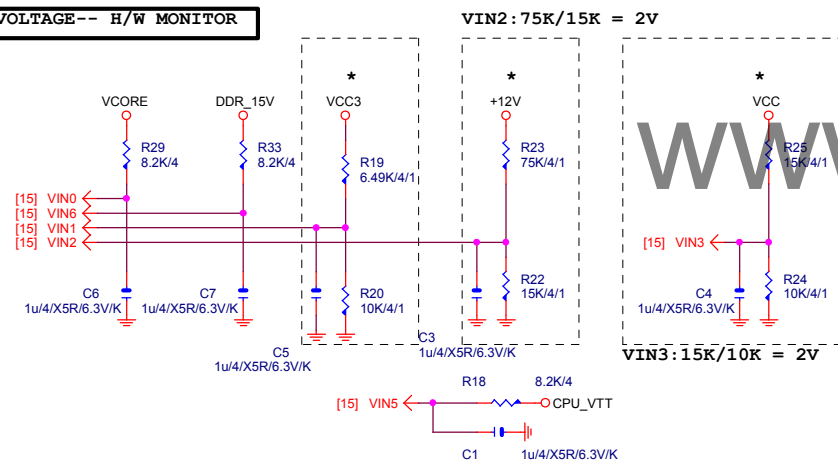 VOLTAGE-- H/W MONITOR
VIN2:75K/15K = 2V
*
*
*
VCORE
DDR_15V
VCC3
+12V
VCC
R29
8.2K/4
R33
8.2K/4
R19
6.49K/4/1
R23
75K/4/1
R25
15K/4/1
WWW
[15] VIN0
[15] VIN6
[15] VIN1
[15] VIN2
[15] VIN3
C6
1u/4/X5R/6.3V/K
C7
1u/4/X5R/6.3V/K
R20
10K/4/1
R22
15K/4/1
C4
1u/4/X5R/6.3V/K
R24
10K/4/1
C5
1u/4/X5R/6.3V/K
C3
1u/4/X5R/6.3V/K
VIN3:15K/10K = 2V
R18
8.2K/4
[15] VIN5
CPU_VTT
C1
1u/4/X5R/6.3V/K